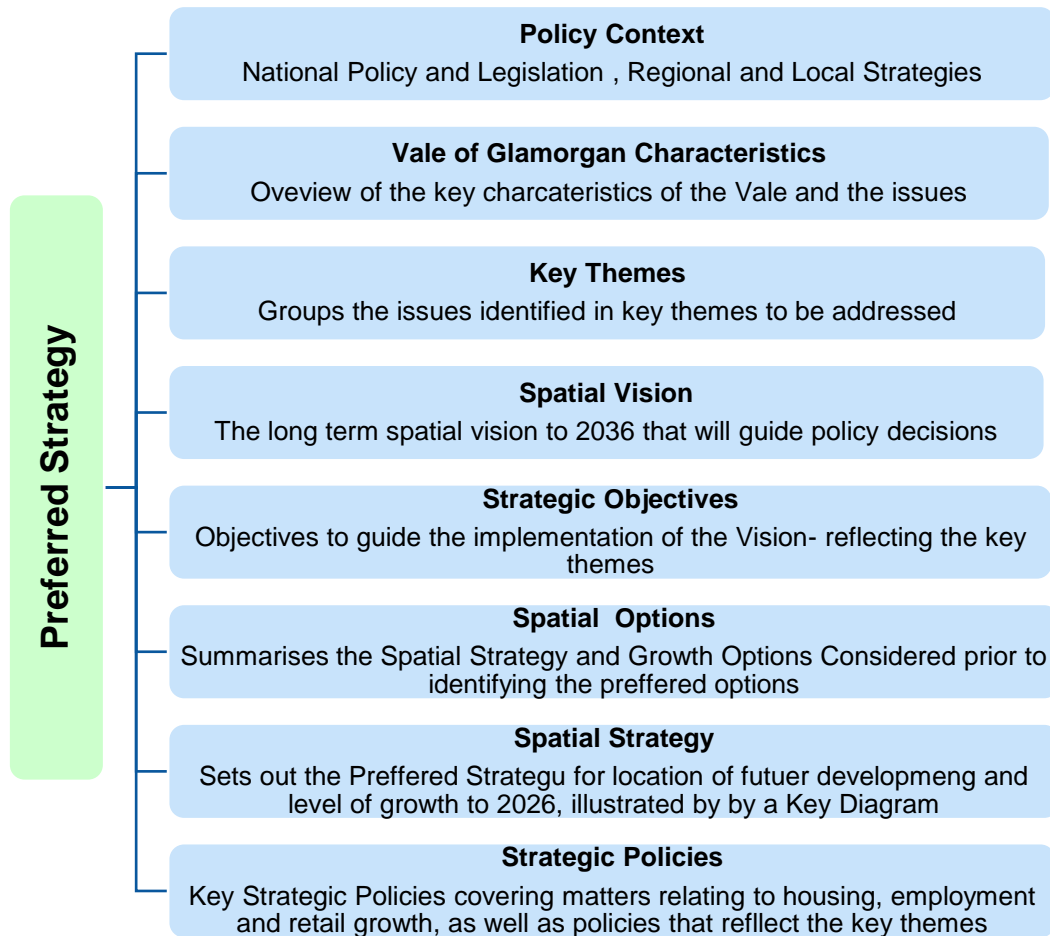 Preferred Strategy
Policy Context
National Policy and Legislation , Regional and Local Strategies
Vale of Glamorgan Characteristics
Oveview of the key charcateristics of the Vale and the issues
Key Themes
Groups the issues identified in key themes to be addressed
Spatial Vision
The long term spatial vision to 2036 that will guide policy decisions
Strategic Objectives
Objectives to guide the implementation of the Vision- reflecting the key
themes
Spatial  Options
Summarises the Spatial Strategy and Growth Options Considered prior to
identifying the preffered options
Spatial Strategy
Sets out the Preffered Strategu for location of futuer developmeng and
level of growth to 2026, illustrated by by a Key Diagram
Strategic Policies
Key Strategic Policies covering matters relating to housing, employment
and retail growth, as well as policies that refllect the key themes